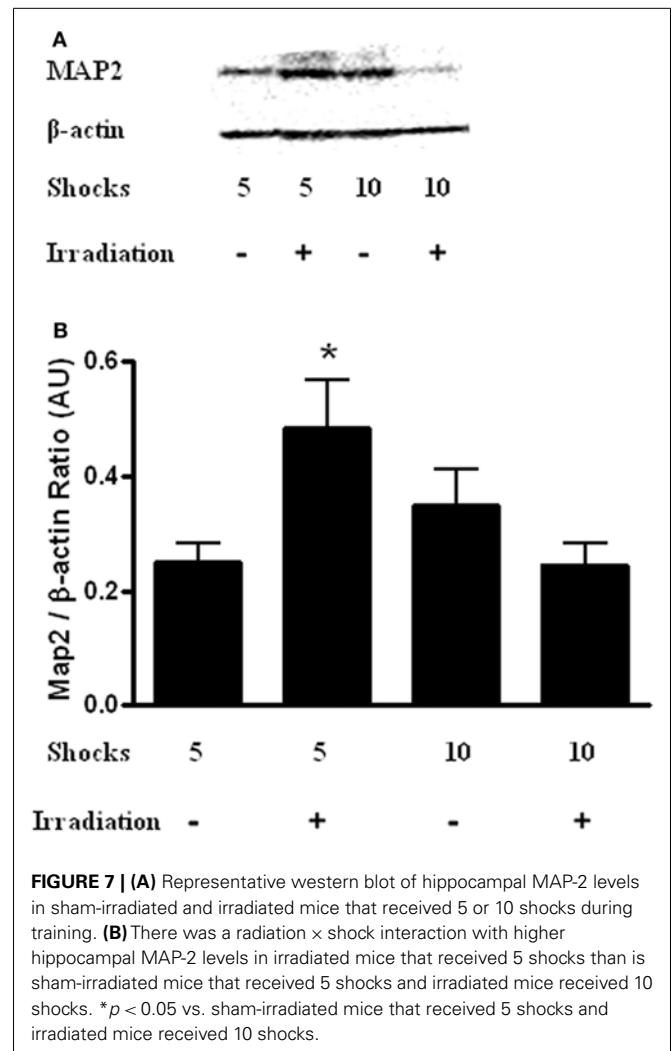 A
MAP2
β-actin
Shocks 5 5 10 10
Irradiation - + - +
B
Map2 / β-actin Ratio (AU)
0.6
*
0.4
0.2
0.0
Shocks 5 5 10 10
Irradiation - + - +
FIGURE 7 | (A) Representative western blot of hippocampal MAP-2 levels
in sham-irradiated and irradiated mice that received 5 or 10 shocks during
training. (B) There was a radiation × shock interaction with higher
hippocampal MAP-2 levels in irradiated mice that received 5 shocks than is
sham-irradiated mice that received 5 shocks and irradiated mice received 10
shocks. *p < 0.05 vs. sham-irradiated mice that received 5 shocks and
irradiated mice received 10 shocks.